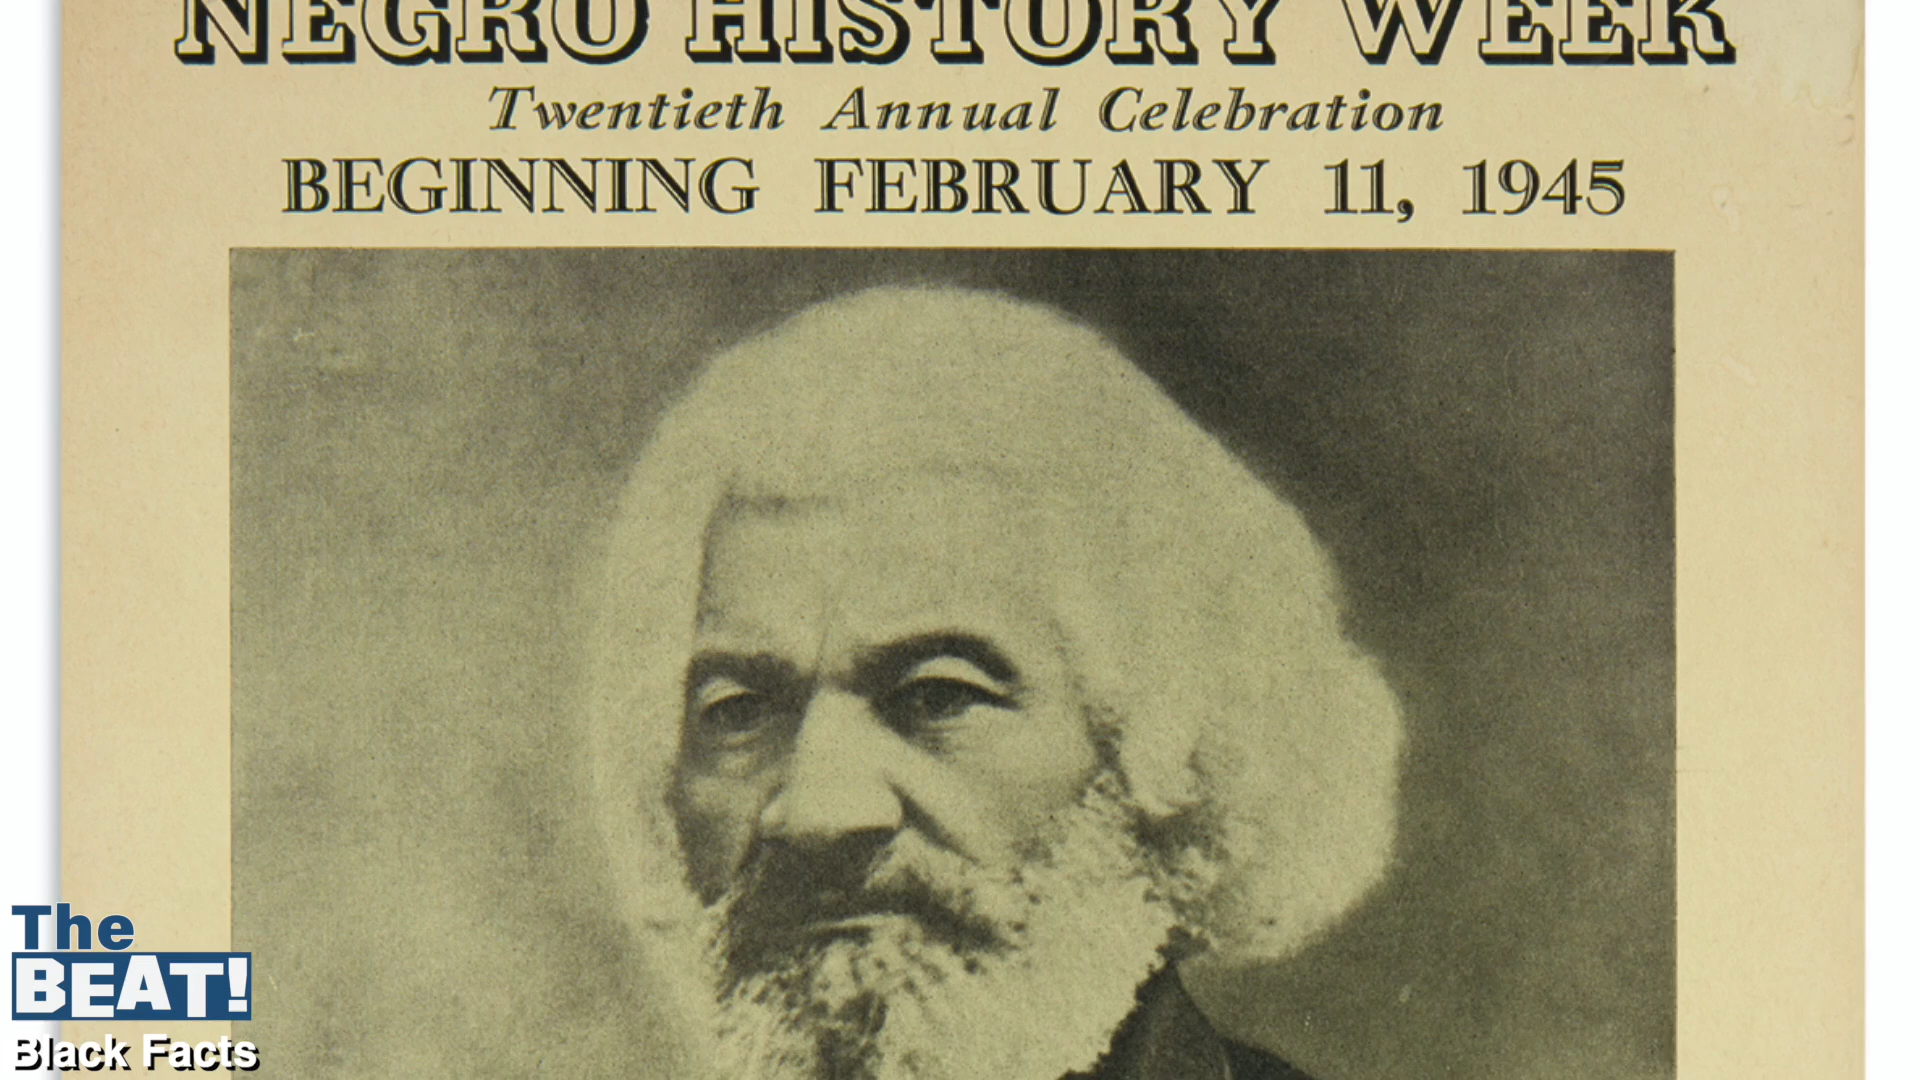 NEGRO HISTORY WEEK
Twentieth Annual Celebration
BEGINNING FEBRUARY 11, 1945
The
BEAT!
Black Facts